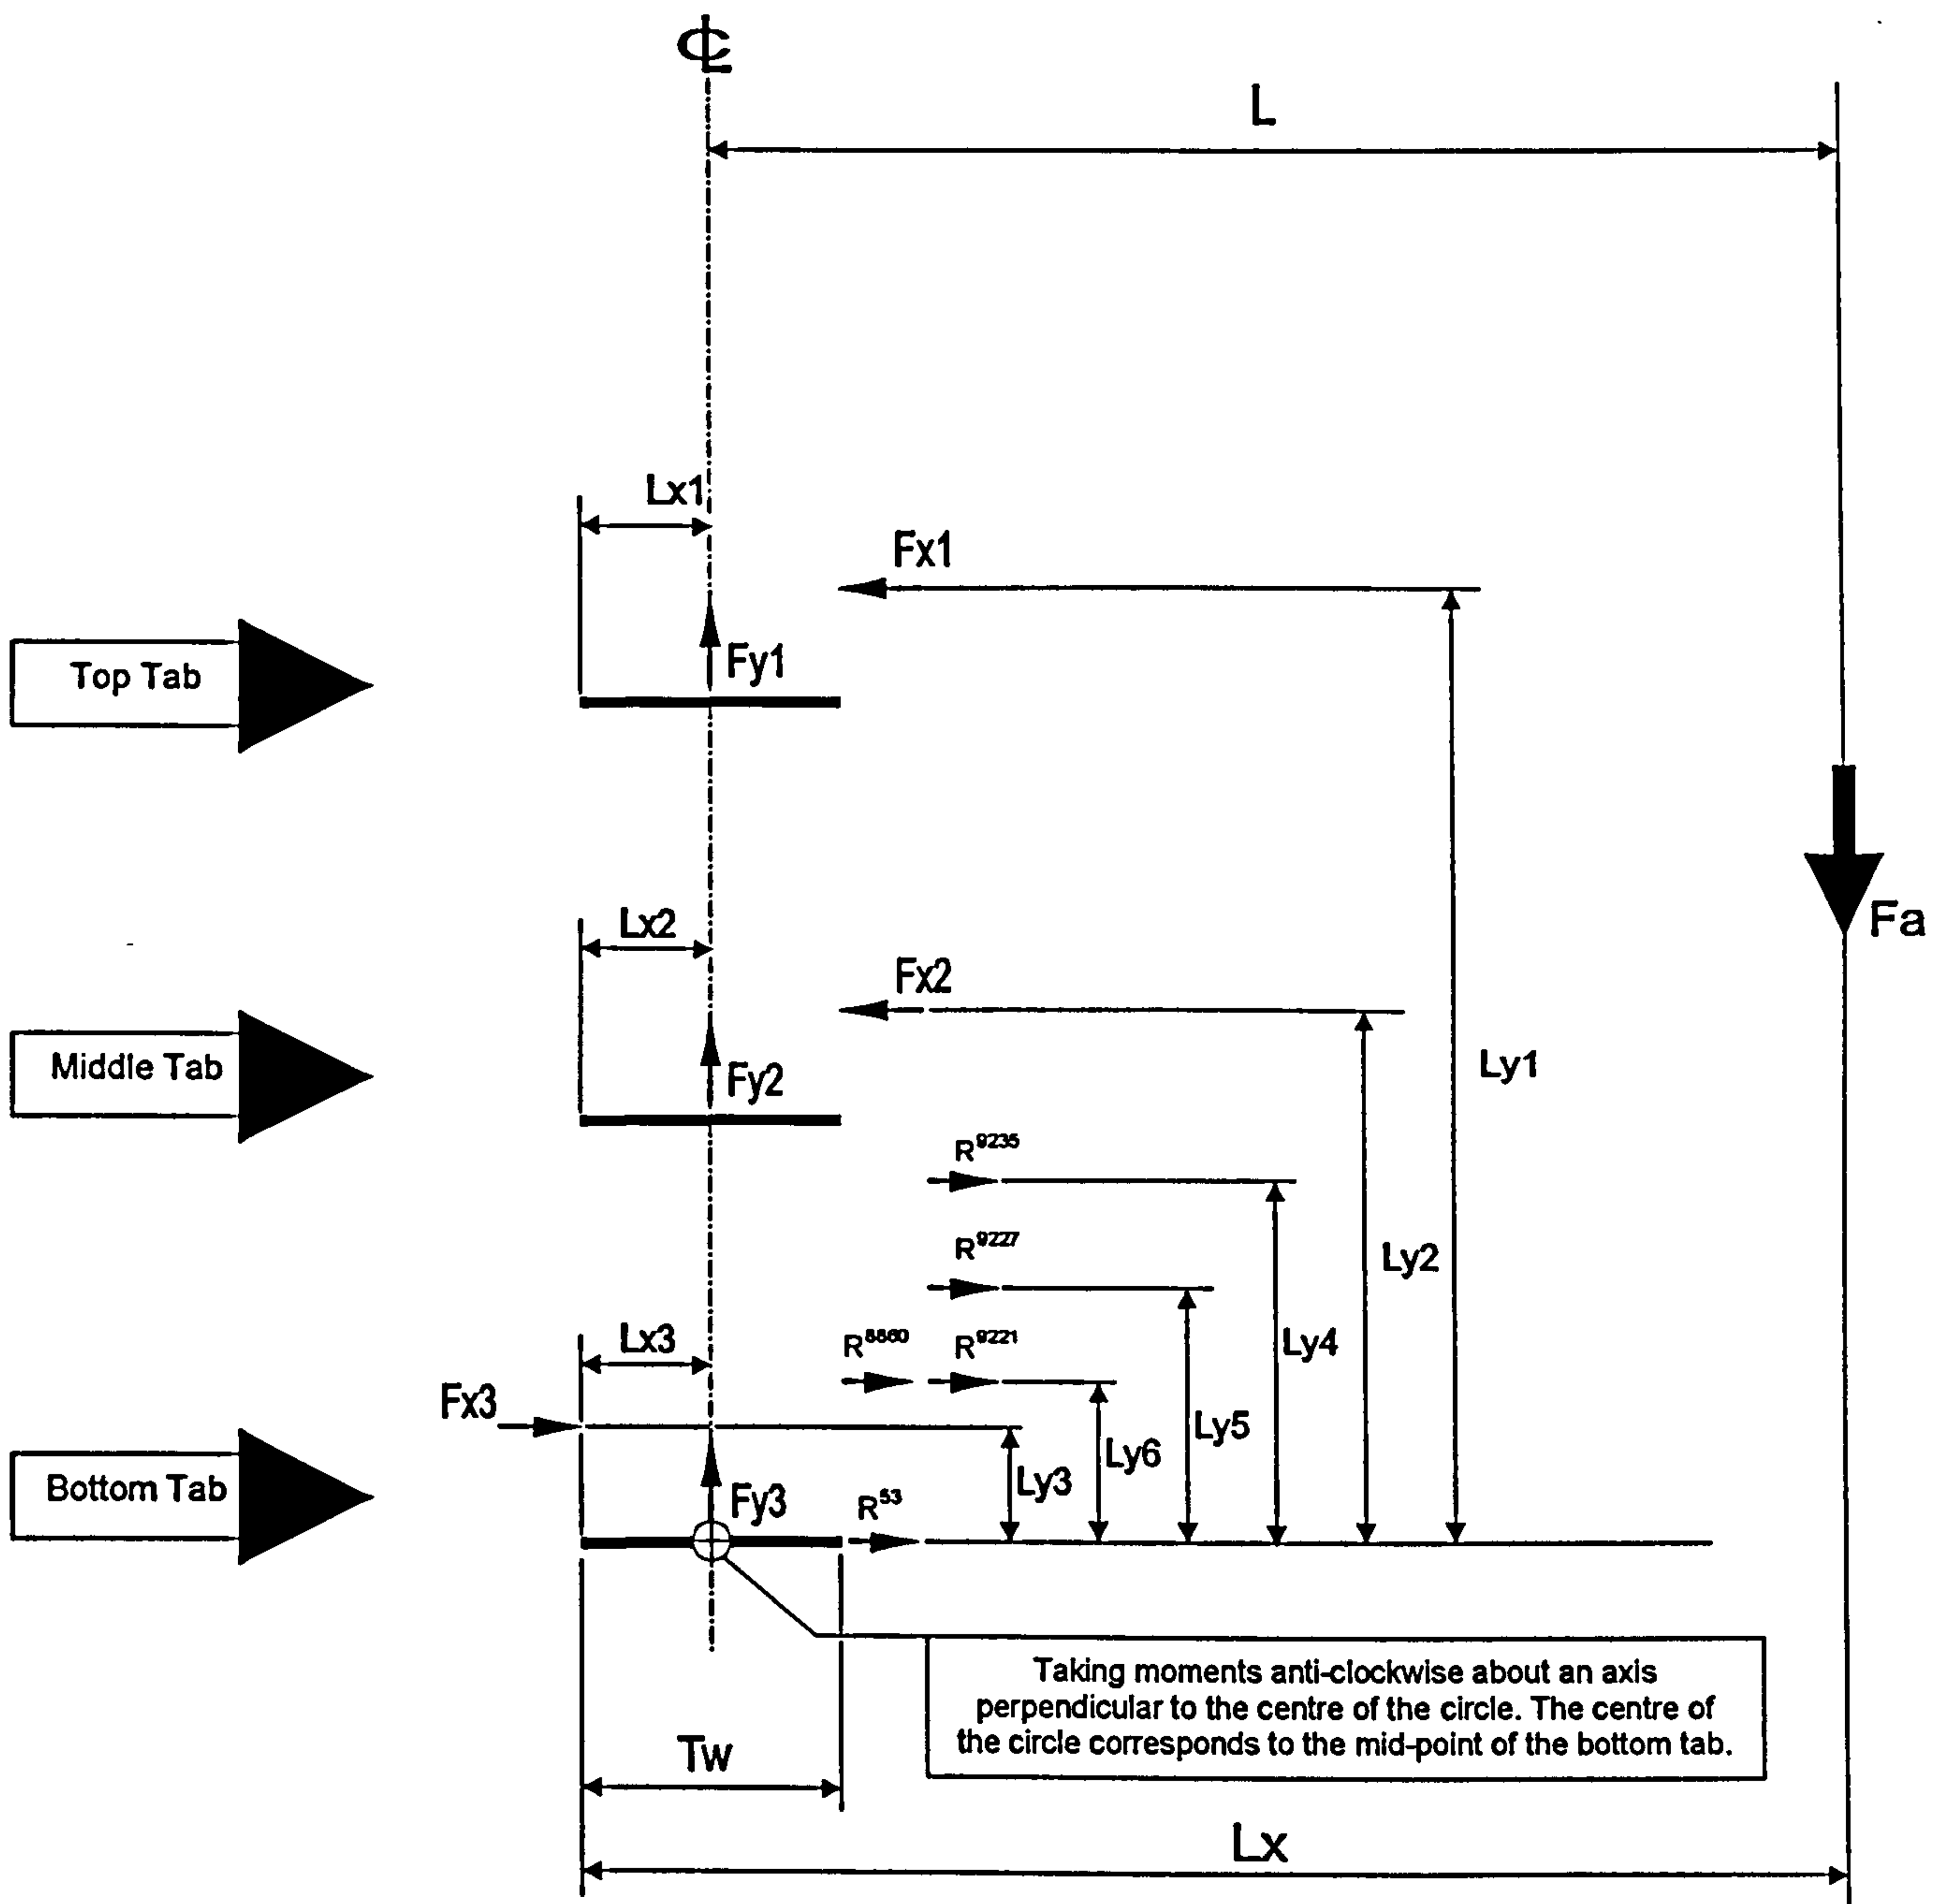 ℄
L
Lx1
Fx1
Top Tab
Fy1
Lx2
Fa
Fx2
Middle Tab
Fy2
Ly1
R⁹²³⁵
R⁹²²⁷
Ly2
Lx3
R⁸⁸⁶⁰
R⁹²²¹
Ly4
Fx3
Ly5
Ly6
Bottom Tab
Ly3
Fy3
R⁵³
Taking moments anti-clockwise about an axis
perpendicular to the centre of the circle. The centre of
the circle corresponds to the mid-point of the bottom tab.
Tw
Lx